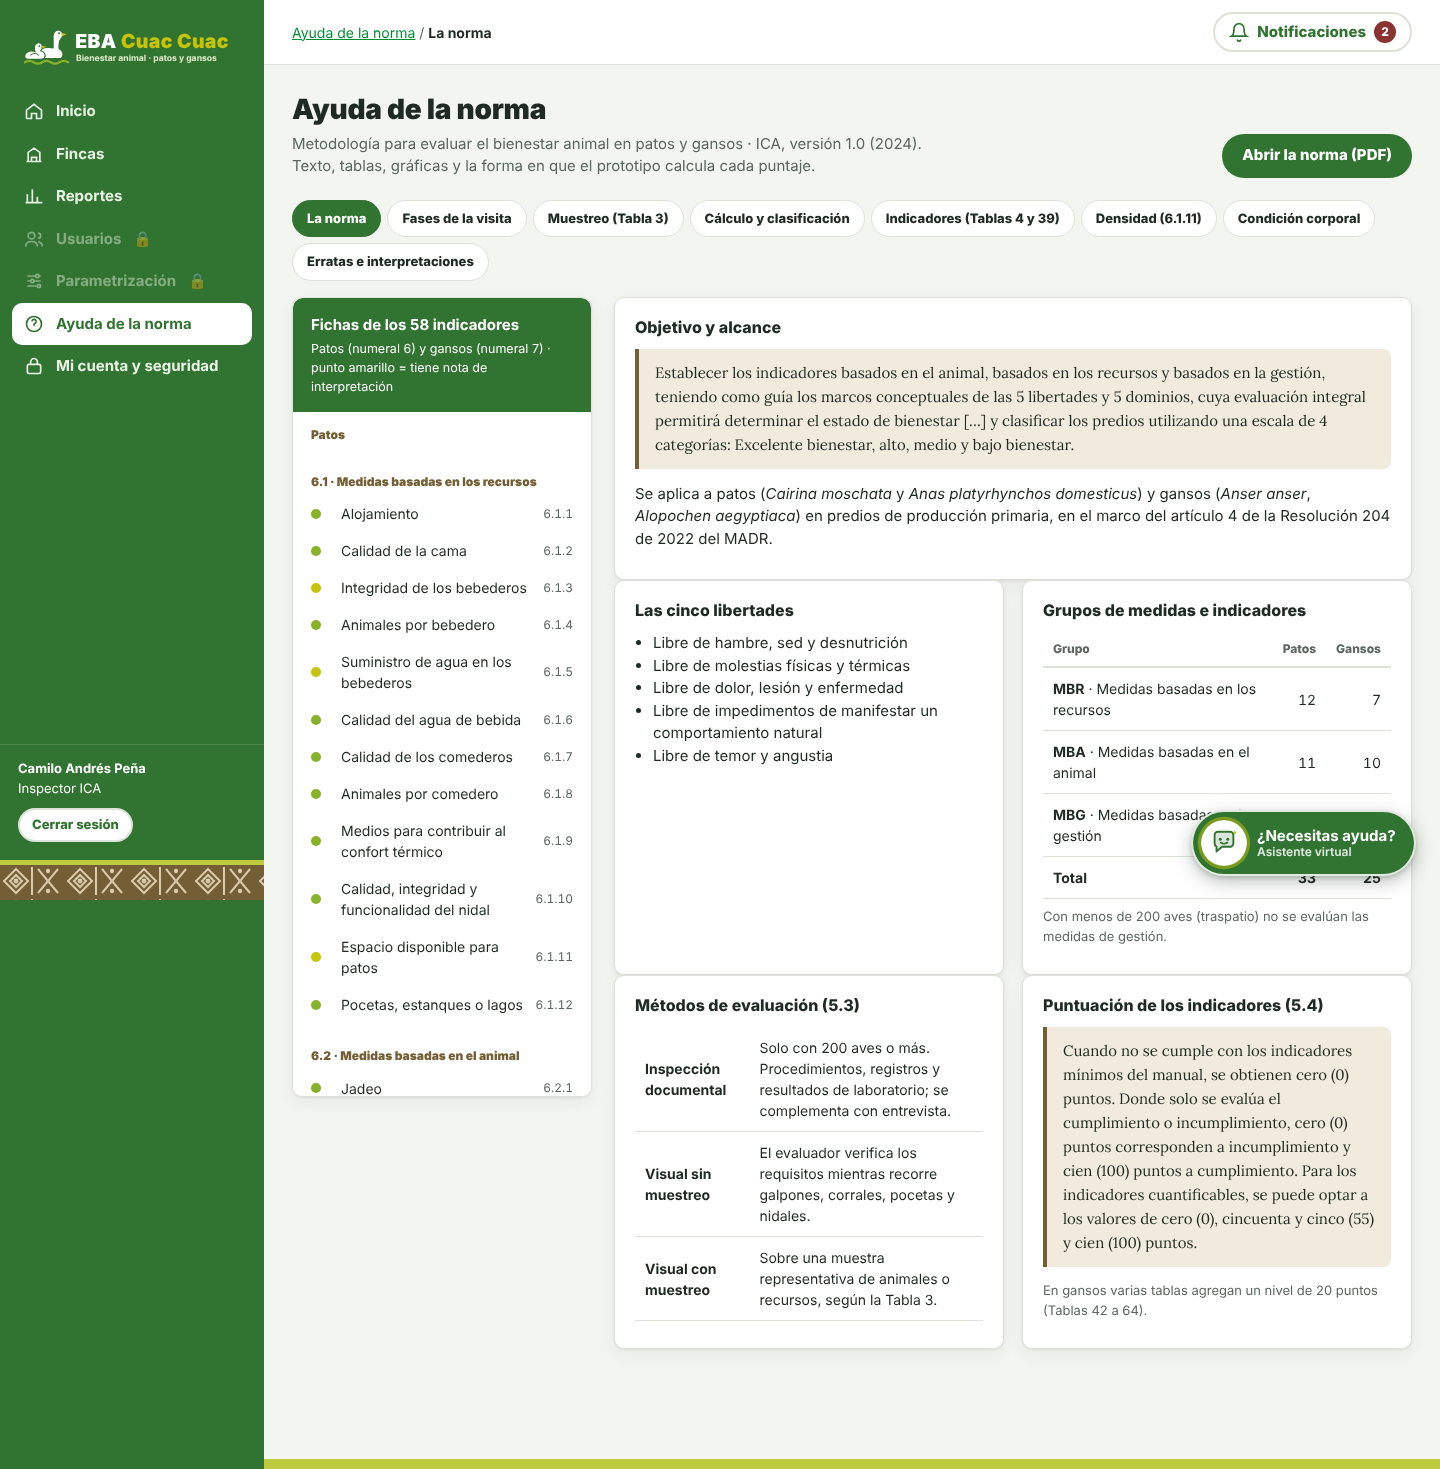 EBA Cuac Cuac
Bienestar animal · patos y gansos
Inicio
Fincas
Reportes
Usuarios
Parametrización
Ayuda de la norma
Mi cuenta y seguridad
Camilo Andrés Peña
Inspector ICA
Cerrar sesión
Ayuda de la norma / La norma
Notificaciones 2
Ayuda de la norma
Metodología para evaluar el bienestar animal en patos y gansos · ICA, versión 1.0 (2024).
Texto, tablas, gráficas y la forma en que el prototipo calcula cada puntaje.
Abrir la norma (PDF)
La norma
Fases de la visita
Muestreo (Tabla 3)
Cálculo y clasificación
Indicadores (Tablas 4 y 39)
Densidad (6.1.11)
Condición corporal
Erratas e interpretaciones
Fichas de los 58 indicadores
Patos (numeral 6) y gansos (numeral 7) ·
punto amarillo = tiene nota de
interpretación
Patos
6.1 · Medidas basadas en los recursos
Alojamiento 6.1.1
Calidad de la cama 6.1.2
Integridad de los bebederos 6.1.3
Animales por bebedero 6.1.4
Suministro de agua en los
bebederos 6.1.5
Calidad del agua de bebida 6.1.6
Calidad de los comederos 6.1.7
Animales por comedero 6.1.8
Medios para contribuir al
confort térmico 6.1.9
Calidad, integridad y
funcionalidad del nidal 6.1.10
Espacio disponible para
patos 6.1.11
Pocetas, estanques o lagos 6.1.12
6.2 · Medidas basadas en el animal
Jadeo 6.2.1
Objetivo y alcance
Establecer los indicadores basados en el animal, basados en los recursos y basados en la gestión,
teniendo como guía los marcos conceptuales de las 5 libertades y 5 dominios, cuya evaluación integral
permitirá determinar el estado de bienestar [...] y clasificar los predios utilizando una escala de 4
categorías: Excelente bienestar, alto, medio y bajo bienestar.
Se aplica a patos (Cairina moschata y Anas platyrhynchos domesticus) y gansos (Anser anser,
Alopochen aegyptiaca) en predios de producción primaria, en el marco del artículo 4 de la Resolución 204
de 2022 del MADR.
Las cinco libertades
Libre de hambre, sed y desnutrición
Libre de molestias físicas y térmicas
Libre de dolor, lesión y enfermedad
Libre de impedimentos de manifestar un
comportamiento natural
Libre de temor y angustia
Grupos de medidas e indicadores
Grupo Patos Gansos
MBR · Medidas basadas en los
recursos 12 7
MBA · Medidas basadas en el
animal 11 10
MBG · Medidas basadas
gestión
Total 33 25
Con menos de 200 aves (traspatio) no se evalúan las
medidas de gestión.
¿Necesitas ayuda?
Asistente virtual
Métodos de evaluación (5.3)
Inspección
documental
Solo con 200 aves o más.
Procedimientos, registros y
resultados de laboratorio; se
complementa con entrevista.
Visual sin
muestreo
El evaluador verifica los
requisitos mientras recorre
galpones, corrales, pocetas y
nidales.
Visual con
muestreo
Sobre una muestra
representativa de animales o
recursos, según la Tabla 3.
Puntuación de los indicadores (5.4)
Cuando no se cumple con los indicadores
mínimos del manual, se obtienen cero (0)
puntos. Donde solo se evalúa el
cumplimiento o incumplimiento, cero (0)
puntos corresponden a incumplimiento y
cien (100) puntos a cumplimiento. Para los
indicadores cuantificables, se puede optar a
los valores de cero (0), cincuenta y cinco (55)
y cien (100) puntos.
En gansos varias tablas agregan un nivel de 20 puntos
(Tablas 42 a 64).